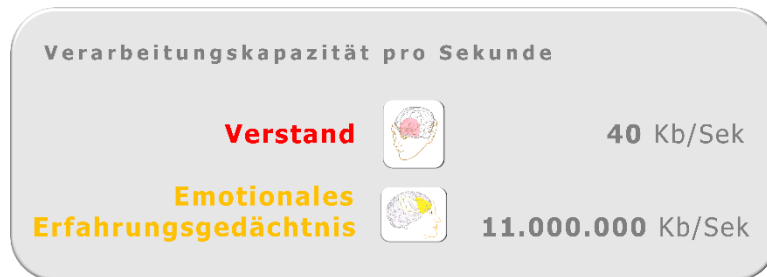 Verarbeitungskapazität pro Sekunde
Verstand 40 Kb/Sek
Emotionales
Erfahrungsgedächtnis 11.000.000 Kb/Sek